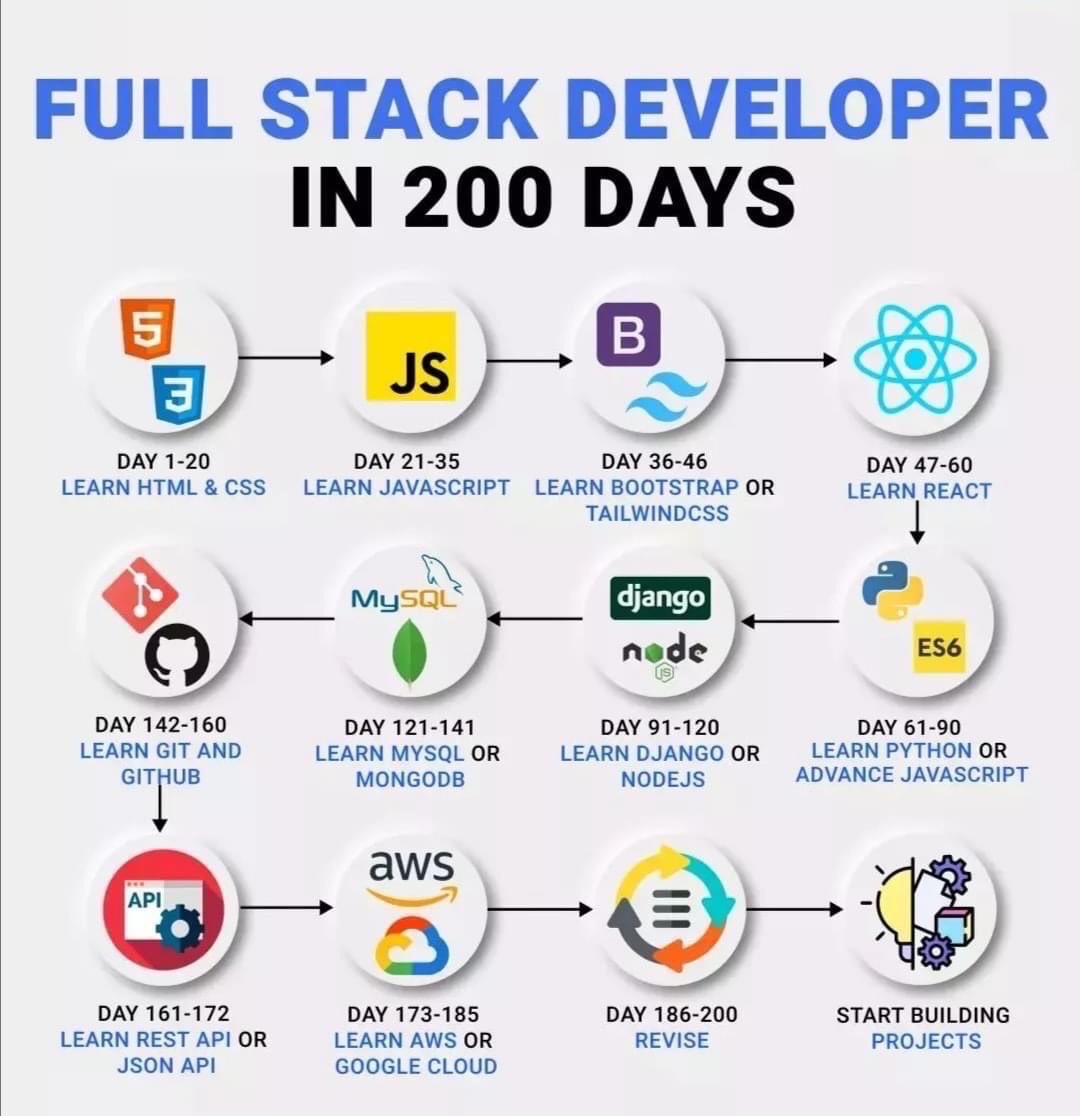 FULL STACK DEVELOPER
IN 200 DAYS
5
3
DAY 1-20
LEARN HTML & CSS
JS
DAY 21-35
LEARN JAVASCRIPT
B
DAY 36-46
LEARN BOOTSTRAP OR
TAILWINDCSS
DAY 47-60
LEARN REACT
ES6
DAY 61-90
LEARN PYTHON OR
ADVANCE JAVASCRIPT
django
node
JS
DAY 91-120
LEARN DJANGO OR
NODEJS
MySQL
DAY 121-141
LEARN MYSQL OR
MONGODB
DAY 142-160
LEARN GIT AND
GITHUB
API
DAY 161-172
LEARN REST API OR
JSON API
aws
DAY 173-185
LEARN AWS OR
GOOGLE CLOUD
DAY 186-200
REVISE
START BUILDING
PROJECTS